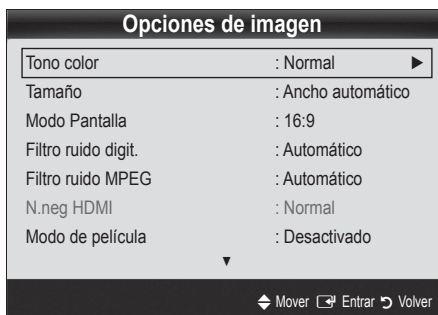 Opciones de imagen
Tono color : Normal ►
Tamaño : Ancho automático
Modo Pantalla : 16:9
Filtro ruido digit. : Automático
Filtro ruido MPEG : Automático
N.neg HDMI : Normal
Modo de película : Desactivado
▼
Mover Entrar Volver